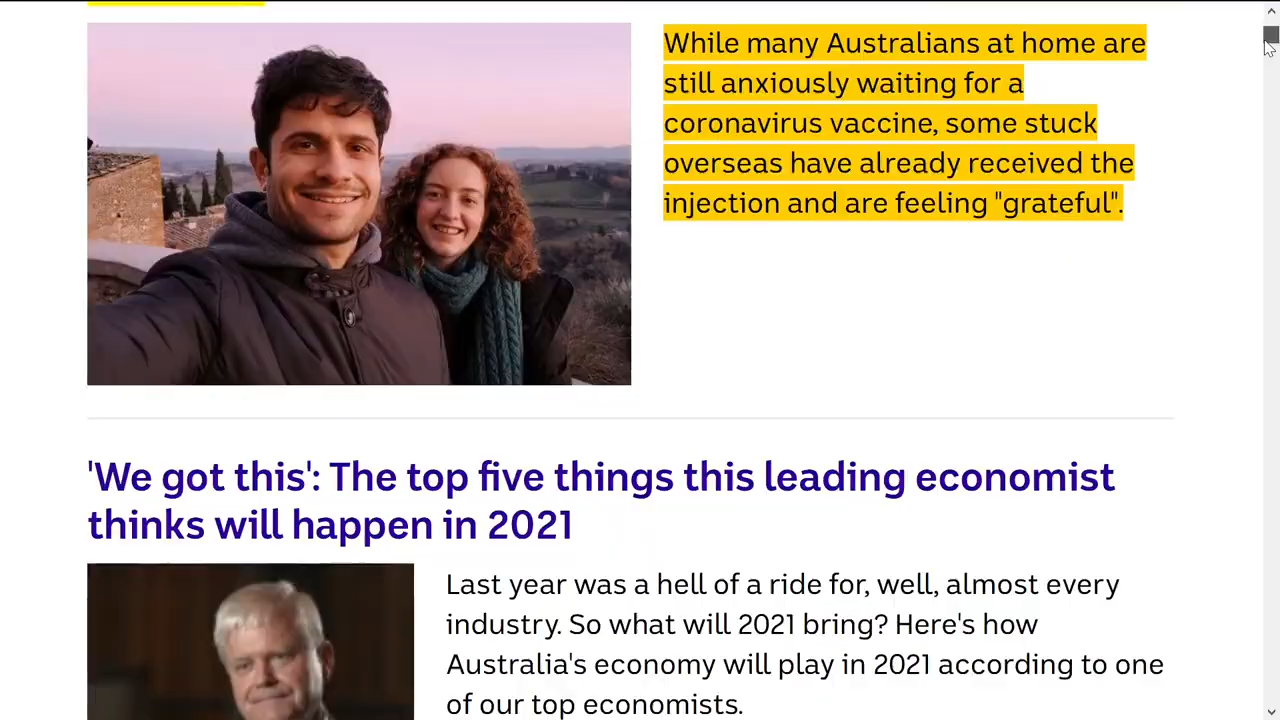 While many Australians at home are
still anxiously waiting for a
coronavirus vaccine, some stuck
overseas have already received the
injection and are feeling "grateful".
'We got this': The top five things this leading economist
thinks will happen in 2021
Last year was a hell of a ride for, well, almost every
industry. So what will 2021 bring? Here's how
Australia's economy will play in 2021 according to one
of our top economists.